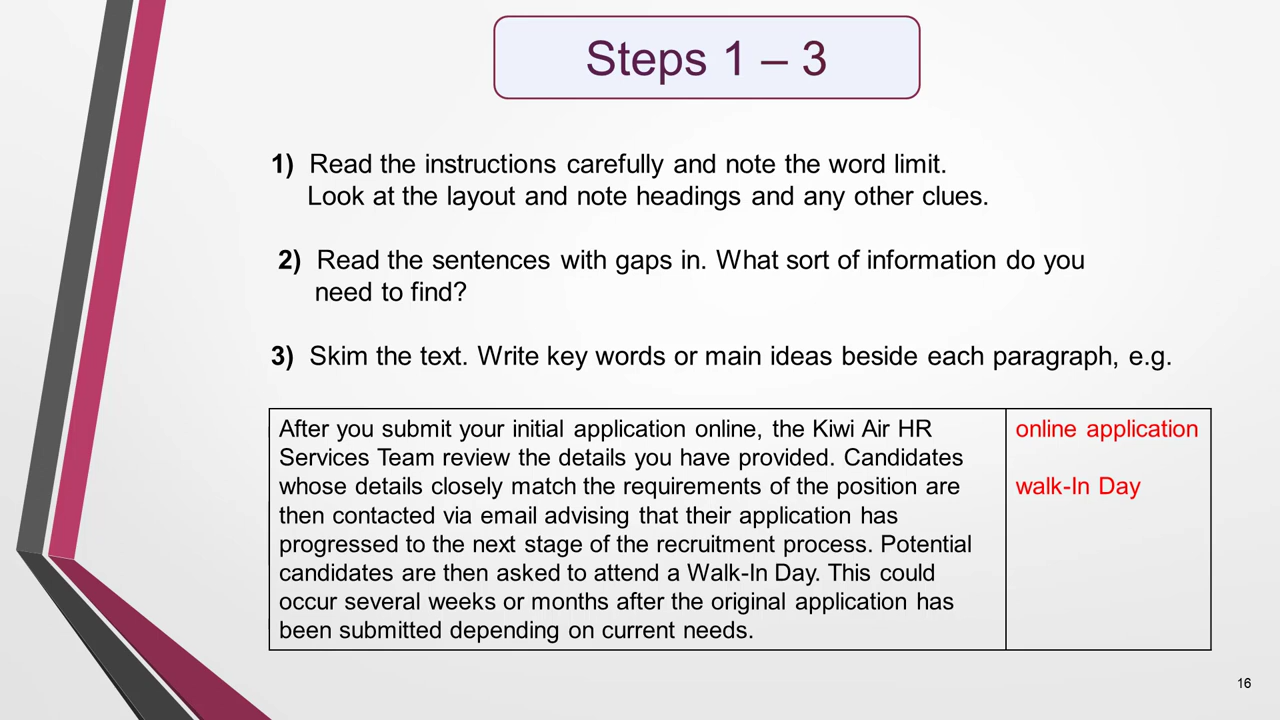 Steps 1 – 3
1) Read the instructions carefully and note the word limit.
Look at the layout and note headings and any other clues.
2) Read the sentences with gaps in. What sort of information do you
need to find?
3) Skim the text. Write key words or main ideas beside each paragraph, e.g.
After you submit your initial application online, the Kiwi Air HR
Services Team review the details you have provided. Candidates
whose details closely match the requirements of the position are
then contacted via email advising that their application has
progressed to the next stage of the recruitment process. Potential
candidates are then asked to attend a Walk-In Day. This could
occur several weeks or months after the original application has
been submitted depending on current needs.
online application
walk-In Day
16